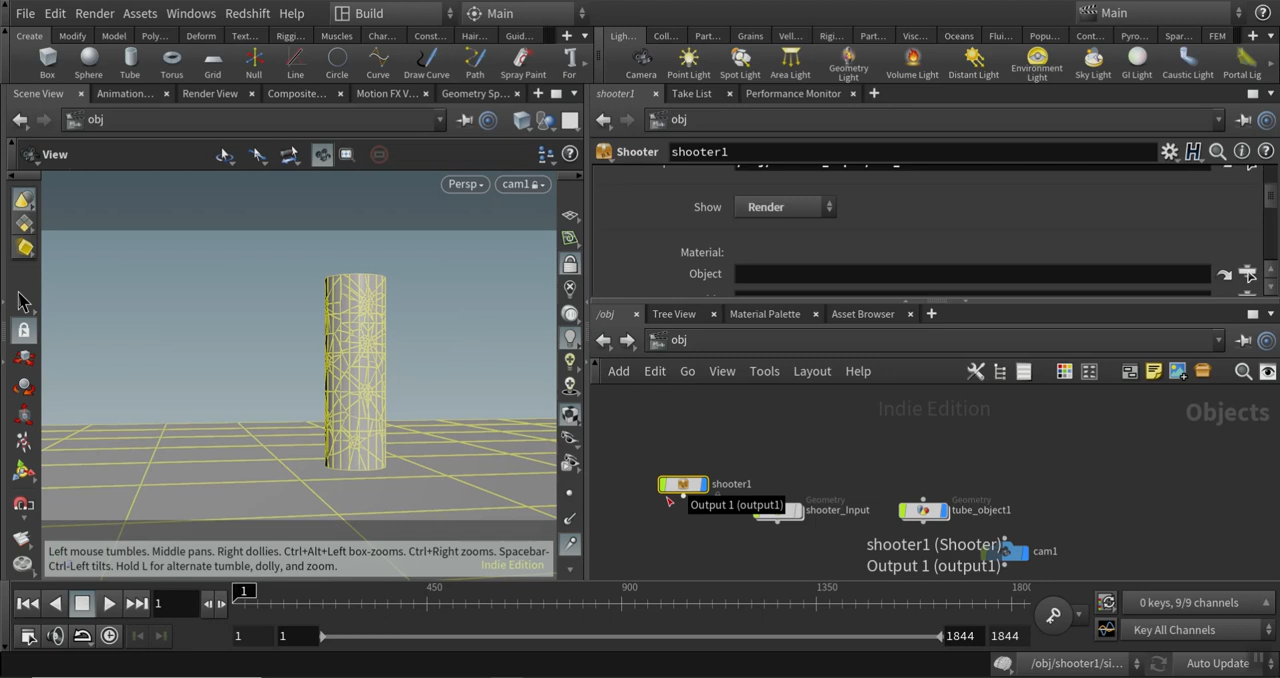 File Edit Render Assets Windows Redshift Help Build Main Main
Create Modify Model Poly... Deform Text... Riggi... Muscles Char... Const... Hair... Guid...
Ligh... Coll... Part... Grains Vell... Rigi... Part... Visc... Oceans Flui... Popu... Cont... Pyro... Spar... FEM
Box Sphere Tube Torus Grid Null Line Circle Curve Draw Curve Path Spray Paint For
Camera Point Light Spot Light Area Light Geometry Light Volume Light Distant Light Environment Light Sky Light GI Light Caustic Light Portal Lig
Scene View Animation... Render View Composite... Motion FX V... Geometry Sp...
shooter1 Take List Performance Monitor
obj
obj
View
Shooter shooter1
Persp cam1
Show Render
Material:
Object
/obj Tree View Material Palette Asset Browser
obj
Add Edit Go View Tools Layout Help
Indie Edition Objects
shooter1
Output 1 (output1)
Geometry
shooter_Input
Geometry
tube_object1
shooter1 (Shooter)
Output 1 (output1)
cam1
Left mouse tumbles. Middle pans. Right dollies. Ctrl+Alt+Left box-zooms. Ctrl+Right zooms. Spacebar-
Ctrl-Left tilts. Hold L for alternate tumble, dolly, and zoom.
Indie Edition
1 1 450 900 1350 1800
0 keys, 9/9 channels
1 1 1844 1844
Key All Channels
/obj/shooter1/si... Auto Update